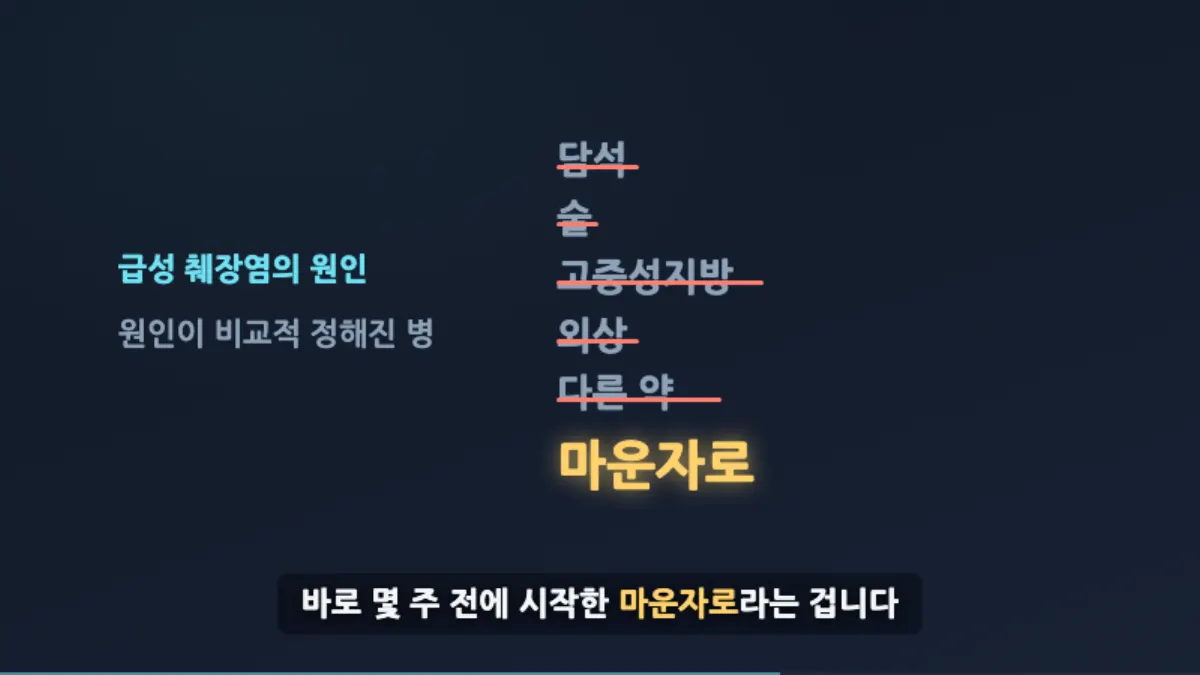 급성 췌장염의 원인
원인이 비교적 정해진 병
담석
술
고중성지방
외상
다른 약
마운자로
바로 몇 주 전에 시작한 마운자로라는 겁니다